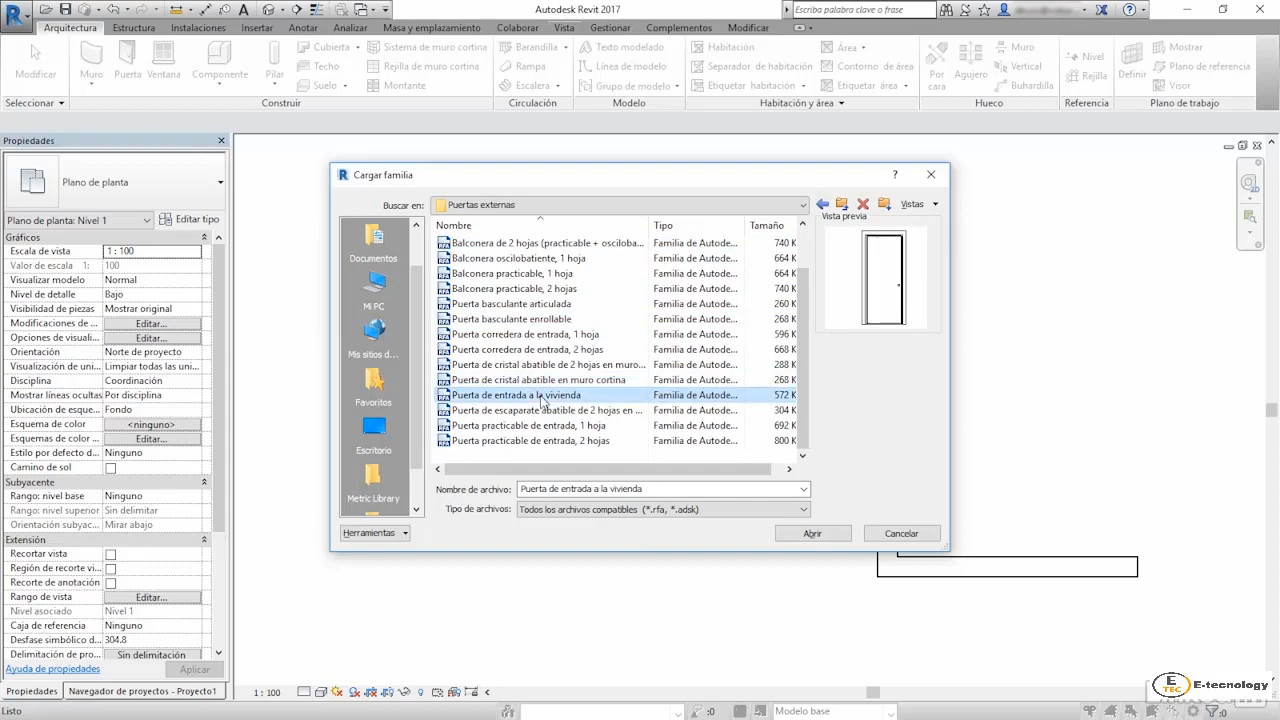 Autodesk Revit 2017
Escriba palabra clave o frase
Arquitectura Estructura Instalaciones Insertar Anotar Analizar Masa y emplazamiento Colaborar Vista Gestionar Complementos Modificar
Modificar
Muro
Puerta
Ventana
Componente
Pilar
Cubierta
Techo
Suelo
Sistema de muro cortina
Rejilla de muro cortina
Montante
Barandilla
Rampa
Escalera
Texto modelado
Línea de modelo
Grupo de modelo
Habitación
Separador de habitación
Etiquetar habitación
Área
Contorno de área
Etiquetar área
Por cara
Agujero
Muro
Vertical
Buhardilla
Nivel
Rejilla
Definir
Mostrar
Plano de referencia
Visor
Seleccionar
Construir
Circulación
Modelo
Habitación y área
Hueco
Referencia
Plano de trabajo
Propiedades
Plano de planta
Plano de planta: Nivel 1
Editar tipo
Gráficos
Escala de vista 1 : 100
Valor de escala 1: 100
Visualizar modelo Normal
Nivel de detalle Bajo
Visibilidad de piezas Mostrar original
Modificaciones de ... Editar...
Opciones de visuali... Editar...
Orientación Norte de proyecto
Visualización de un... Limpiar todas las uni...
Disciplina Coordinación
Mostrar líneas ocultas Por disciplina
Ubicación de esque... Fondo
Esquema de color <ninguno>
Esquemas de color ... Editar...
Estilo por defecto d... Ninguno
Camino de sol
Subyacente
Rango: nivel base Ninguno
Rango: nivel superior Sin delimitar
Orientación subyac... Mirar abajo
Extensión
Recortar vista
Región de recorte vi...
Recorte de anotación
Rango de vista Editar...
Nivel asociado Nivel 1
Caja de referencia Ninguno
Desfase simbólico d... 304.8
Delimitación de pro... Sin delimitación
Ayuda de propiedades
Aplicar
Propiedades
Navegador de proyectos - Proyecto1
Cargar familia
Buscar en: Puertas externas
Vistas
Documentos
Mi PC
Mis sitios d...
Favoritos
Escritorio
Metric Library
Nombre Tipo Tamaño
Balconera de 2 hojas (practicable + osciloba... Familia de Autode... 740 K
Balconera oscilobatiente, 1 hoja Familia de Autode... 664 K
Balconera practicable, 1 hoja Familia de Autode... 664 K
Balconera practicable, 2 hojas Familia de Autode... 740 K
Puerta basculante articulada Familia de Autode... 260 K
Puerta basculante enrollable Familia de Autode... 268 K
Puerta corredera de entrada, 1 hoja Familia de Autode... 596 K
Puerta corredera de entrada, 2 hojas Familia de Autode... 668 K
Puerta de cristal abatible de 2 hojas en muro... Familia de Autode... 288 K
Puerta de cristal abatible en muro cortina Familia de Autode... 268 K
Puerta de entrada a la vivienda Familia de Autode... 572 K
Puerta de escaparate abatible de 2 hojas en ... Familia de Autode... 304 K
Puerta practicable de entrada, 1 hoja Familia de Autode... 692 K
Puerta practicable de entrada, 2 hojas Familia de Autode... 800 K
Vista previa
Nombre de archivo: Puerta de entrada a la vivienda
Tipo de archivos: Todos los archivos compatibles (*.rfa, *.adsk)
Herramientas
Abrir
Cancelar
1 : 100
Listo
:0
Modelo base
:0
E TEC E-tecnology